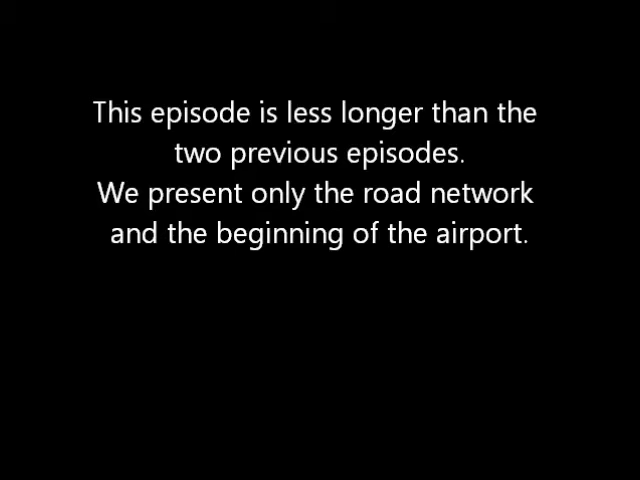 This episode is less longer than the
two previous episodes.
We present only the road network
and the beginning of the airport.